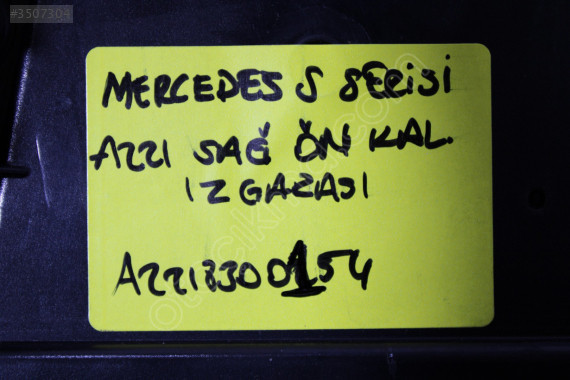 #3507304
MERCEDES S SERİSİ
A221 SAĞ ÖN KAL.
IZGARASI
A2218300154